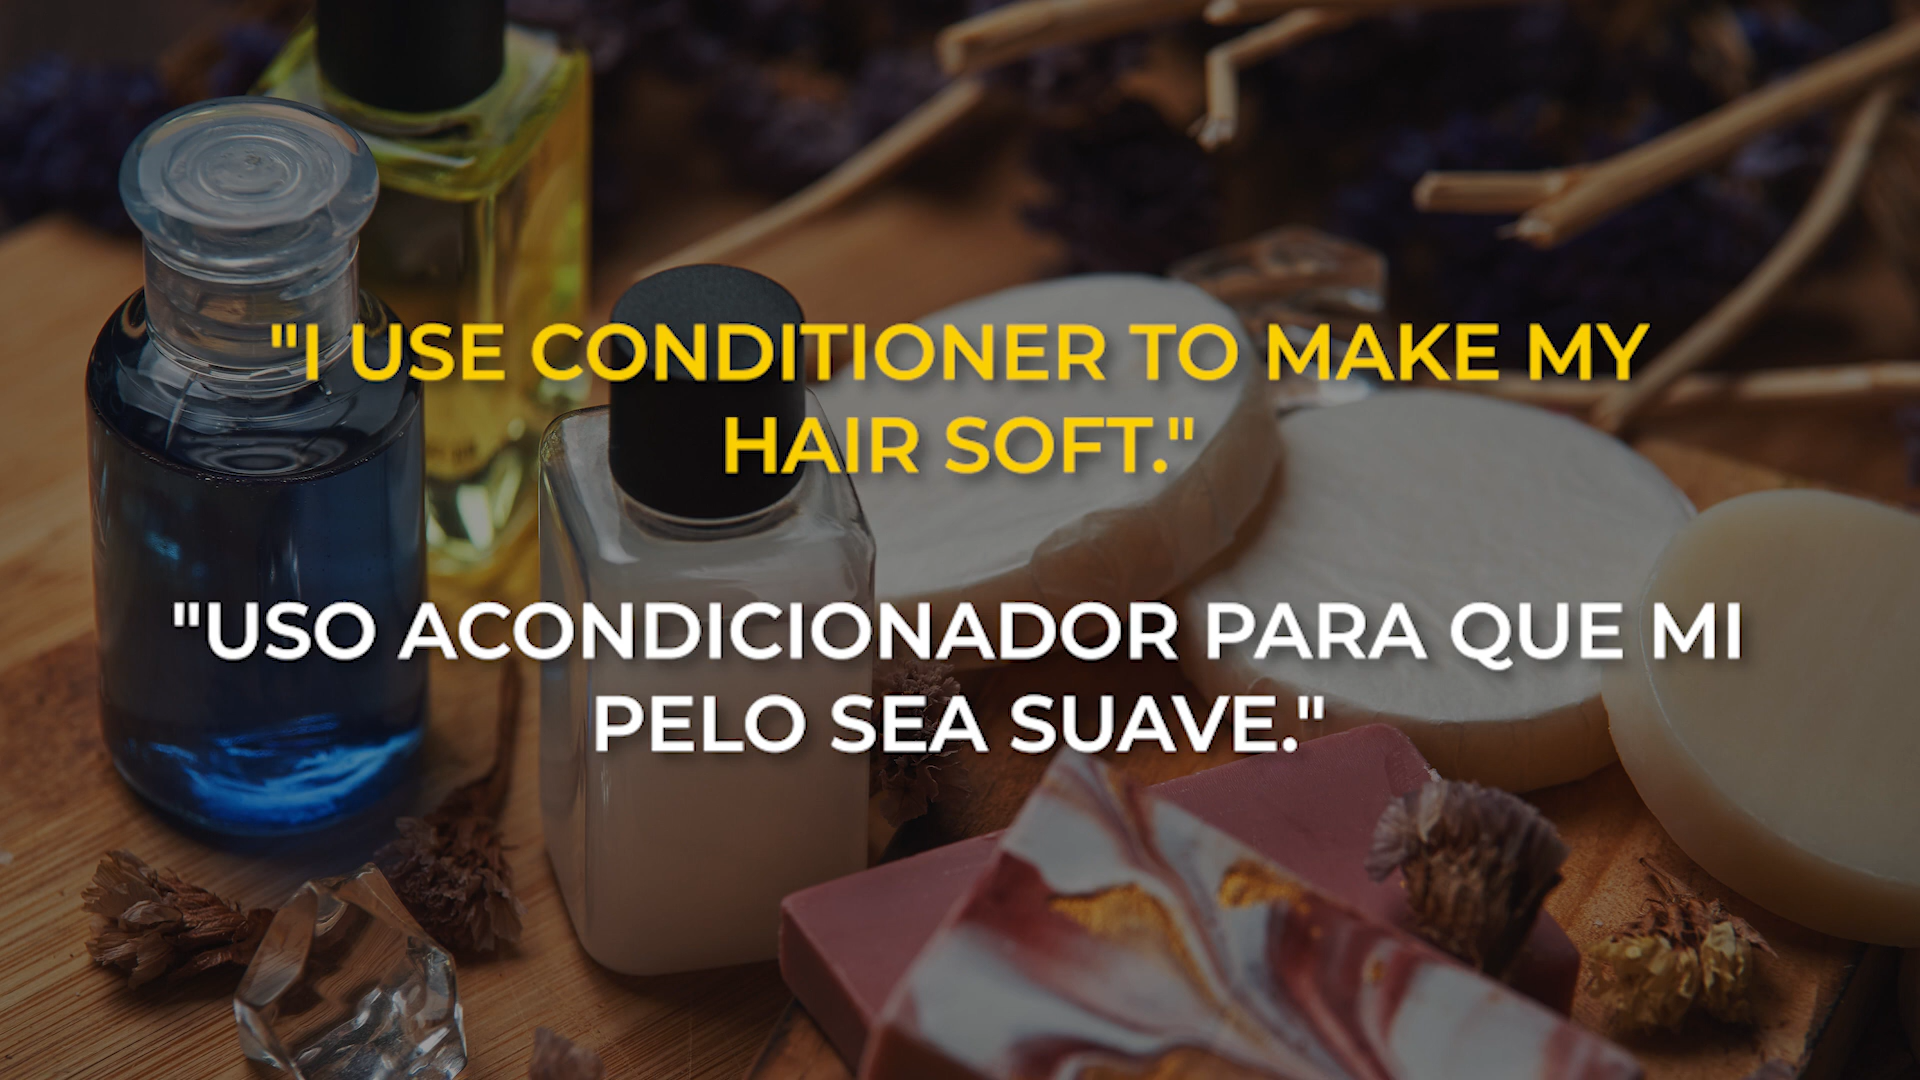 "I USE CONDITIONER TO MAKE MY
HAIR SOFT."
"USO ACONDICIONADOR PARA QUE MI
PELO SEA SUAVE."